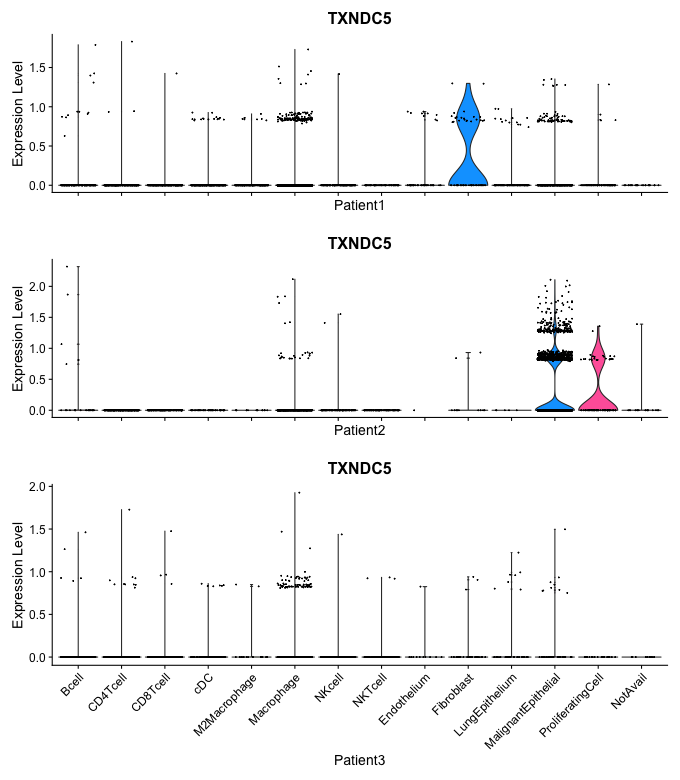 TXNDC5
Expression Level
1.5
1.0
0.5
0.0
Patient1
TXNDC5
Expression Level
2.0
1.5
1.0
0.5
0.0
Patient2
TXNDC5
Expression Level
2.0
1.5
1.0
0.5
0.0
Bcell
CD4Tcell
CD8Tcell
cDC
M2Macrophage
Macrophage
NKcell
NKTcell
Endothelium
Fibroblast
LungEpithelium
MalignantEpithelial
ProliferatingCell
NotAvail
Patient3